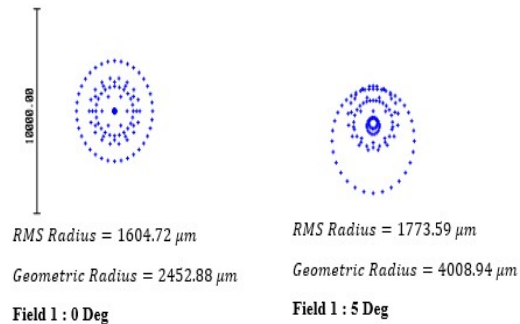 10000.00
RMS Radius = 1604.72 μm
Geometric Radius = 2452.88 μm
Field 1 : 0 Deg
RMS Radius = 1773.59 μm
Geometric Radius = 4008.94 μm
Field 1 : 5 Deg